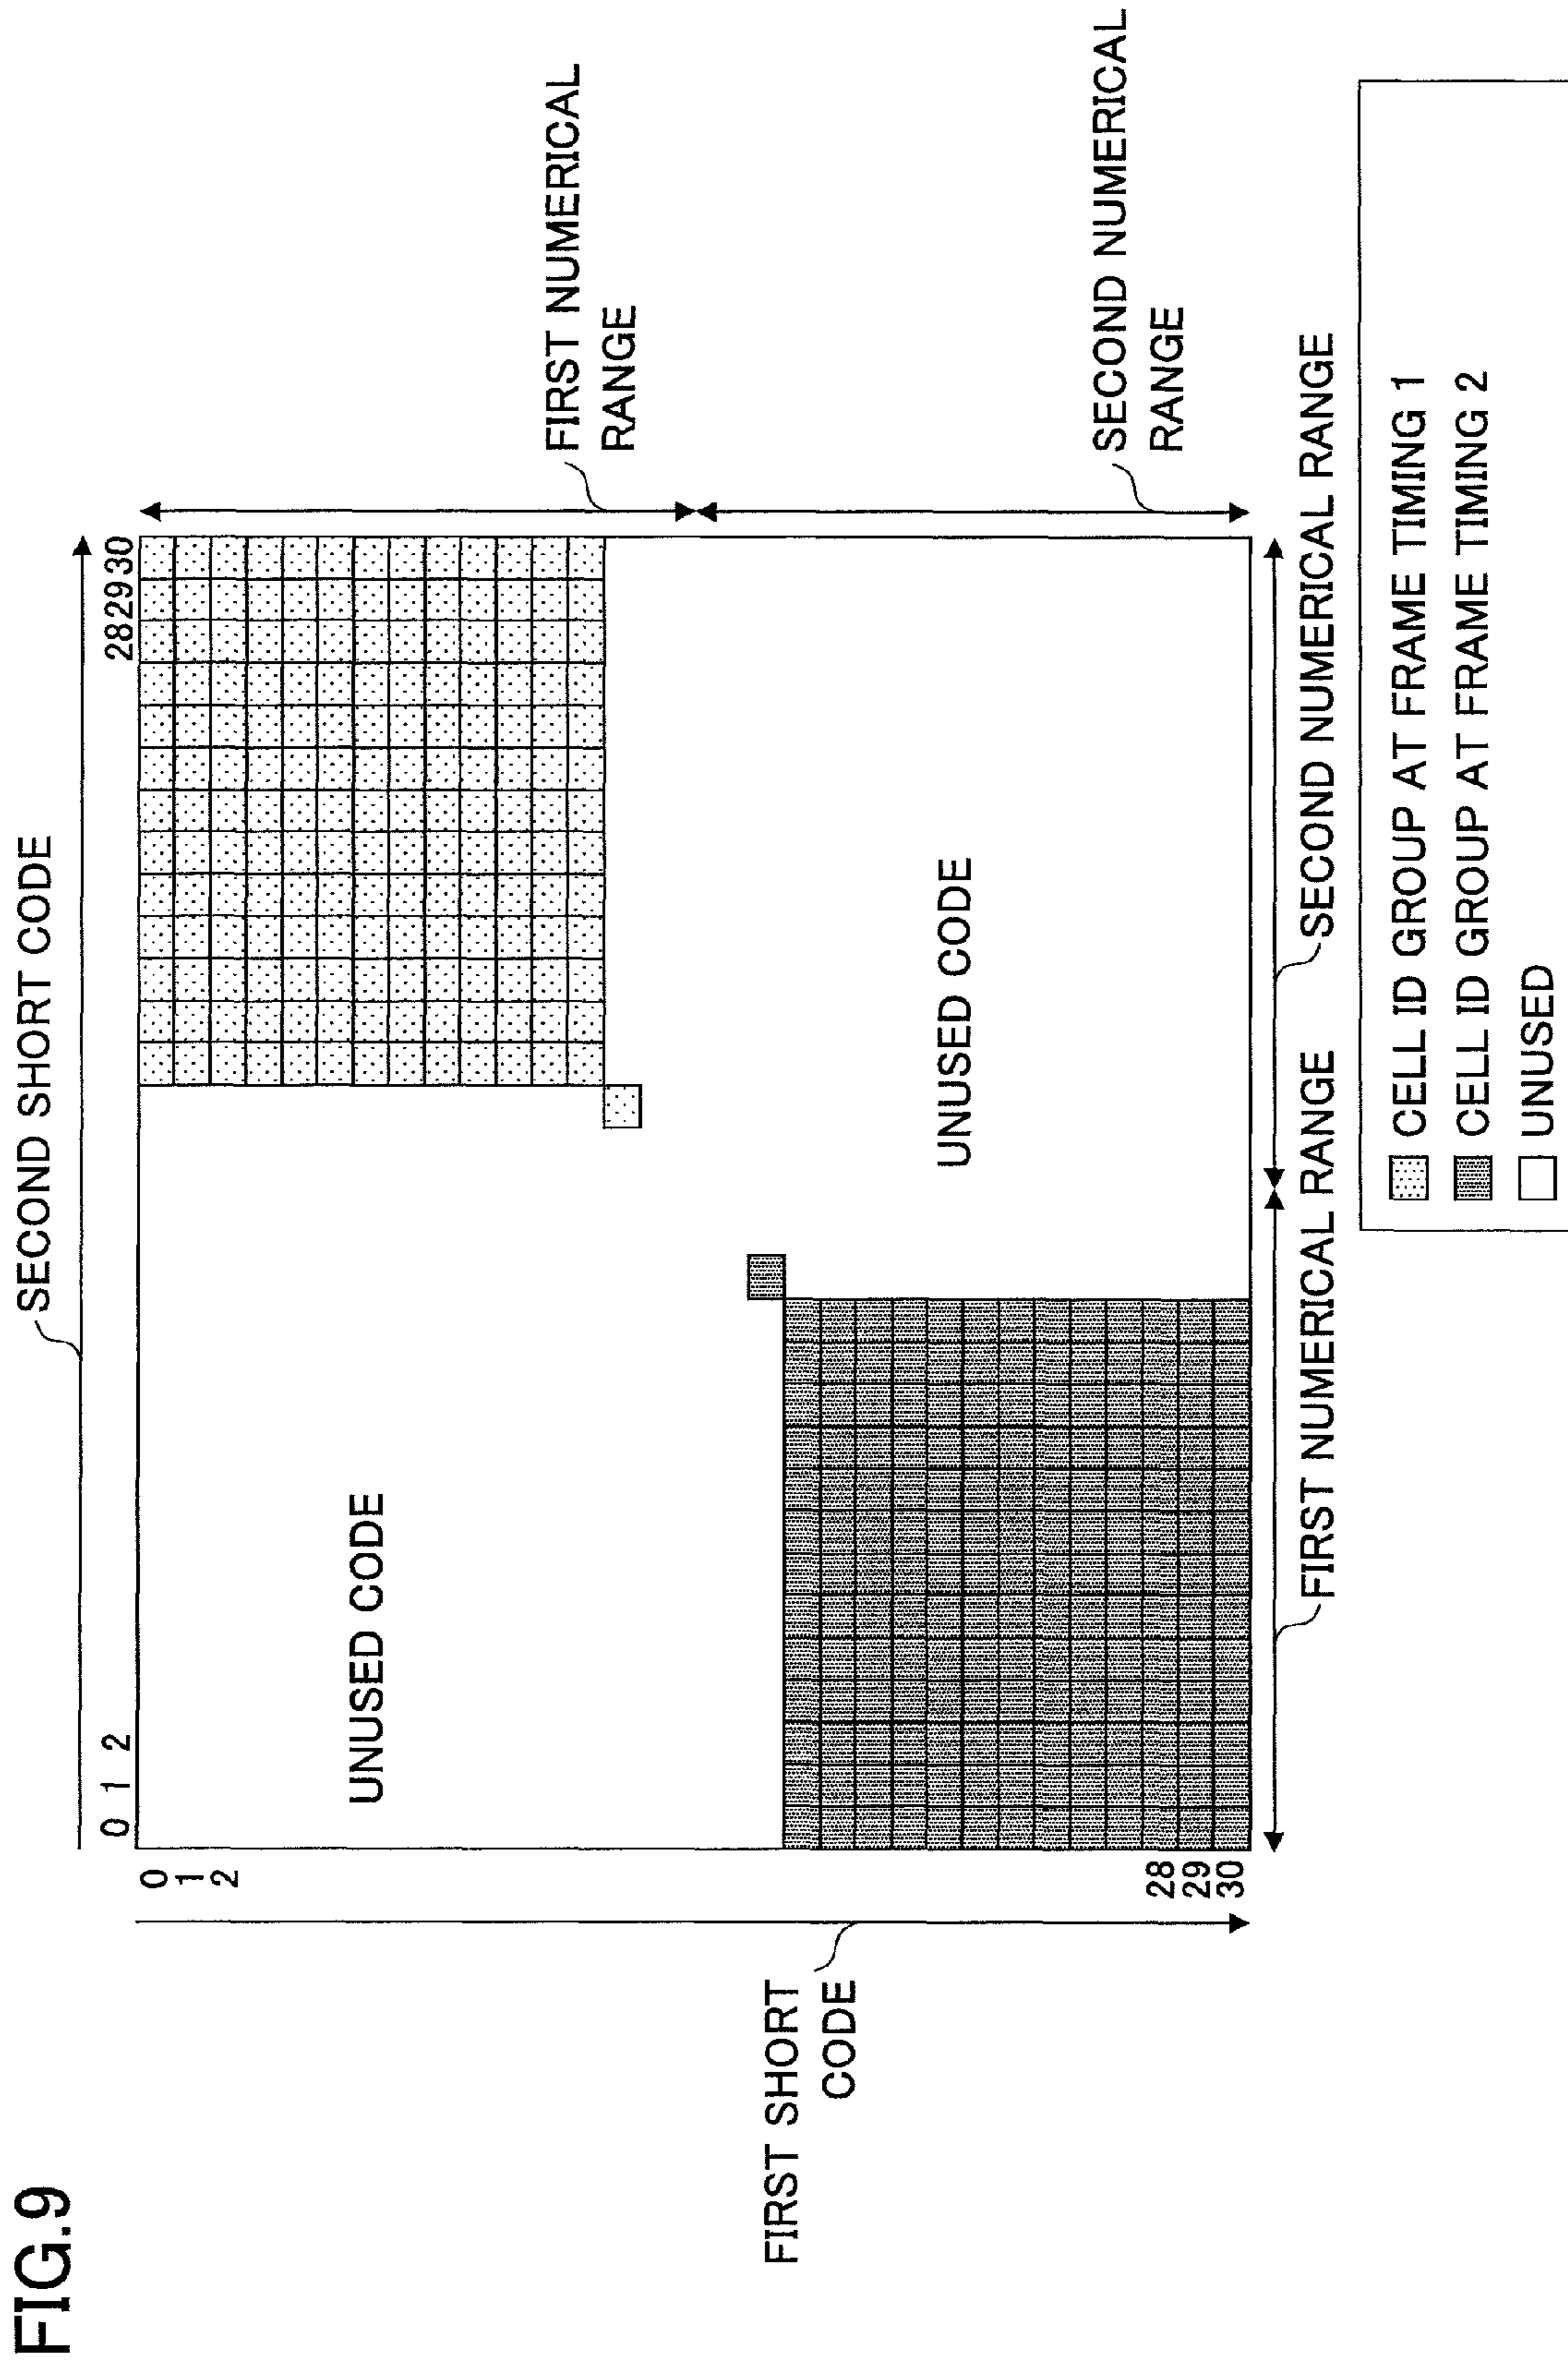 FIG.9
SECOND SHORT CODE
0 1 2
28 29 30
0
1
2
28
29
30
FIRST SHORT
CODE
UNUSED CODE
UNUSED CODE
FIRST NUMERICAL
RANGE
SECOND NUMERICAL
RANGE
FIRST NUMERICAL RANGE
SECOND NUMERICAL RANGE
CELL ID GROUP AT FRAME TIMING 1
CELL ID GROUP AT FRAME TIMING 2
UNUSED